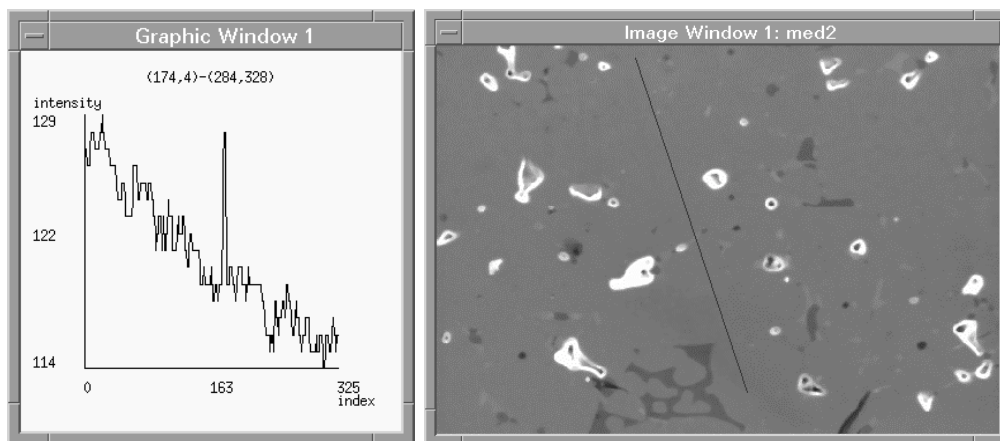 Graphic Window 1
(174,4)-(284,328)
intensity
129
122
114
0 163 325
index
Image Window 1: med2